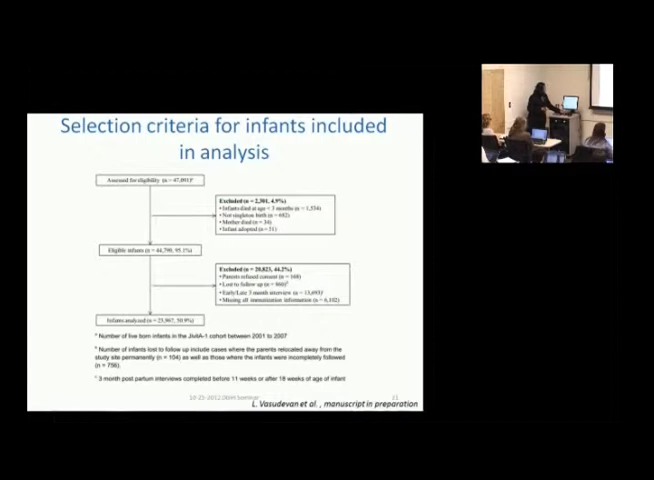 Selection criteria for infants included
in analysis
Assessed for eligibility (n = 47,091)ᵃ
Excluded (n = 2,301, 4.9%)
• Infants died at age < 3 months (n = 1,534)
• Not singleton birth (n = 682)
• Mother died (n = 34)
• Infant adopted (n = 51)
Eligible infants (n = 44,790, 95.1%)
Excluded (n = 20,823, 44.2%)
• Parents refused consent (n = 168)
• Lost to follow up (n = 860)ᵇ
• Early/Late 3 month interview (n = 13,693)ᶜ
• Missing all immunization information (n = 6,102)
Infants analyzed (n = 23,967, 50.9%)
ᵃ Number of live born infants in the JiVitA-1 cohort between 2001 to 2007
ᵇ Number of infants lost to follow up include cases where the parents relocated away from the
study site permanently (n = 104) as well as those where the infants were incompletely followed
(n = 756).
ᶜ 3 month post partum interviews completed before 11 weeks or after 18 weeks of age of infant
10-25-2012 Seminar
L. Vasudevan et al. , manuscript in preparation